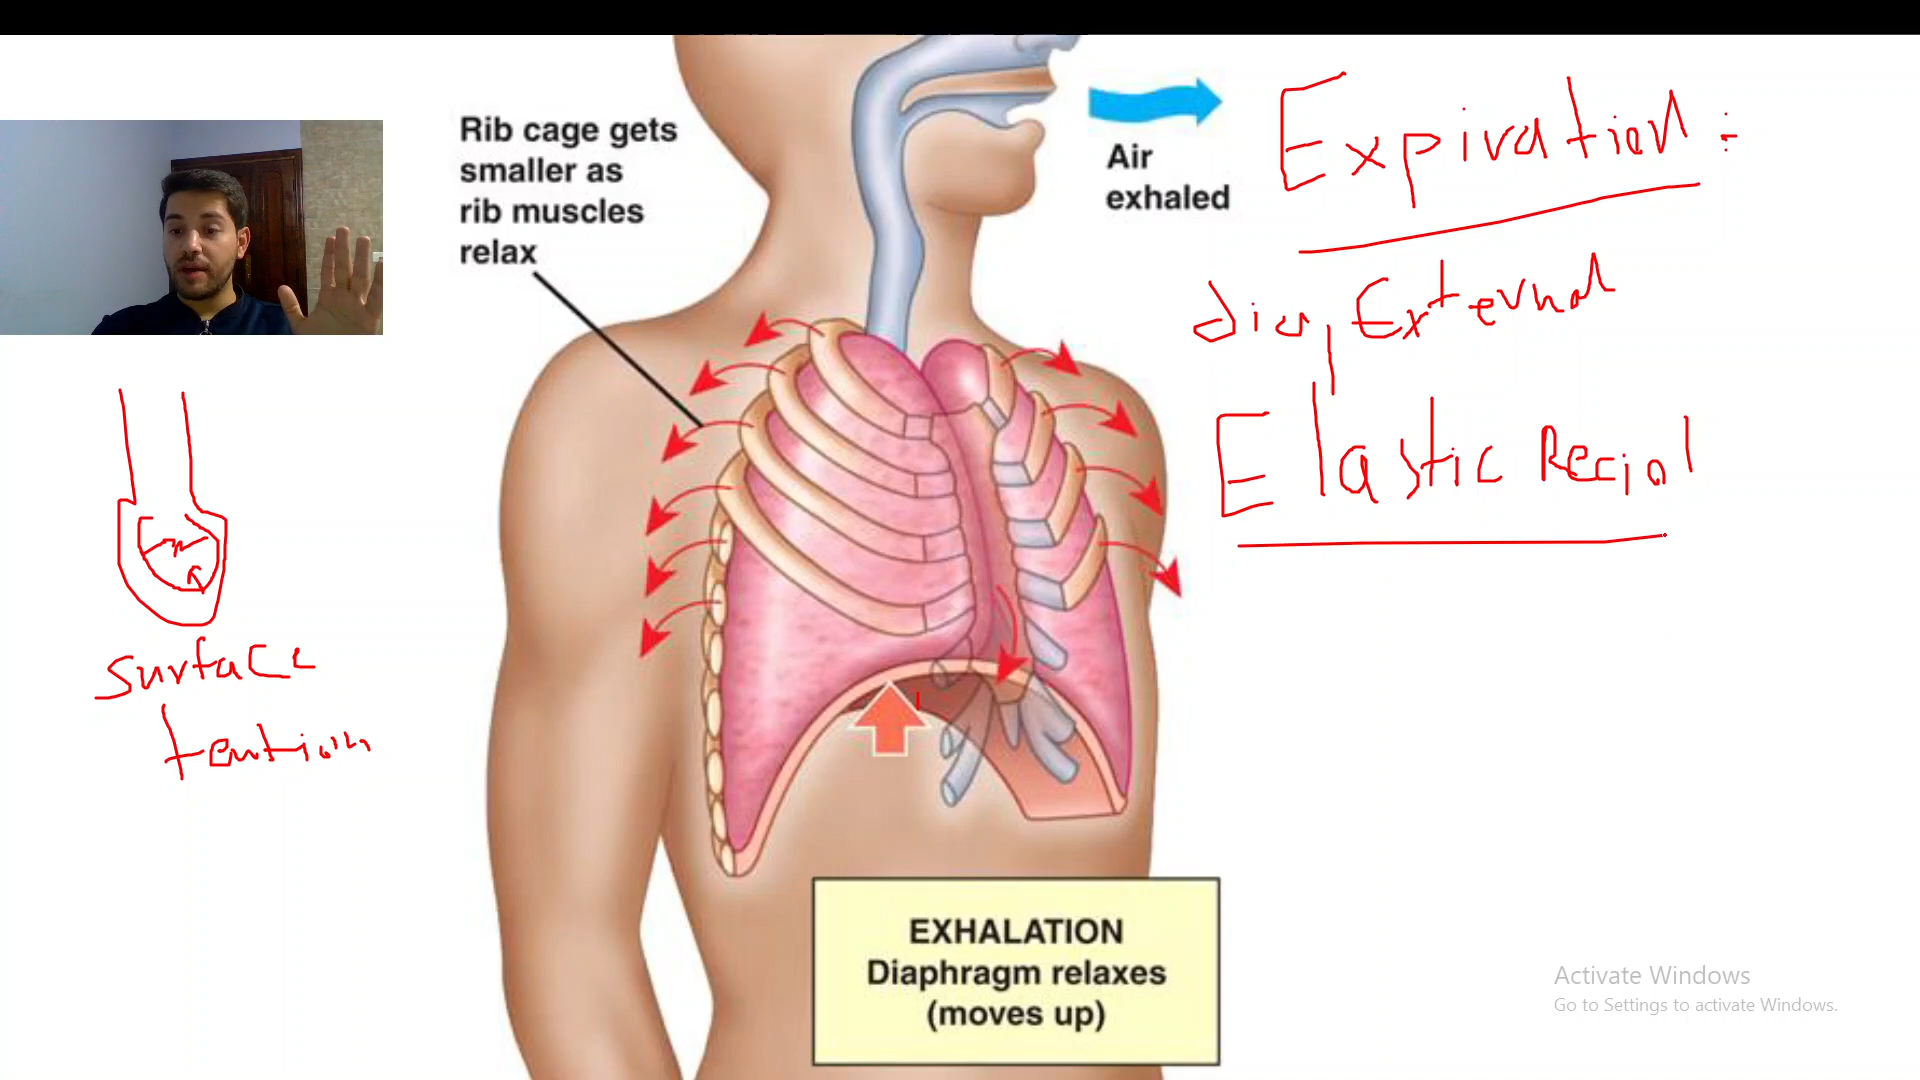 Rib cage gets
smaller as
rib muscles
relax
Air
exhaled
Expiration:
dia, External
Elastic Recial
surface
tention
EXHALATION
Diaphragm relaxes
(moves up)
Activate Windows
Go to Settings to activate Windows.